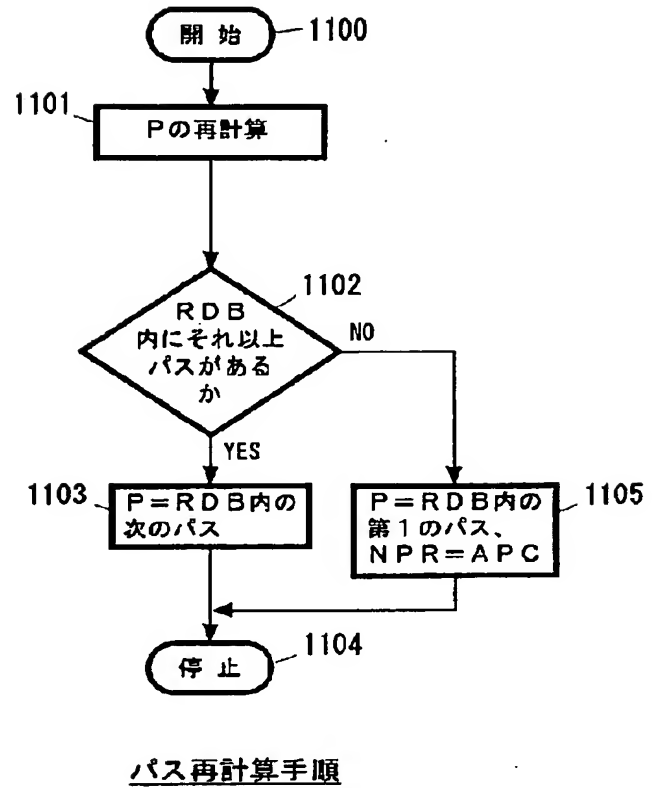 開始
1100
1101
Pの再計算
1102
RDB
内にそれ以上
パスがある
か
NO
YES
1103
P=RDB内の
次のパス
P=RDB内の
第1のパス、
NPR=APC
1105
停止
1104
パス再計算手順